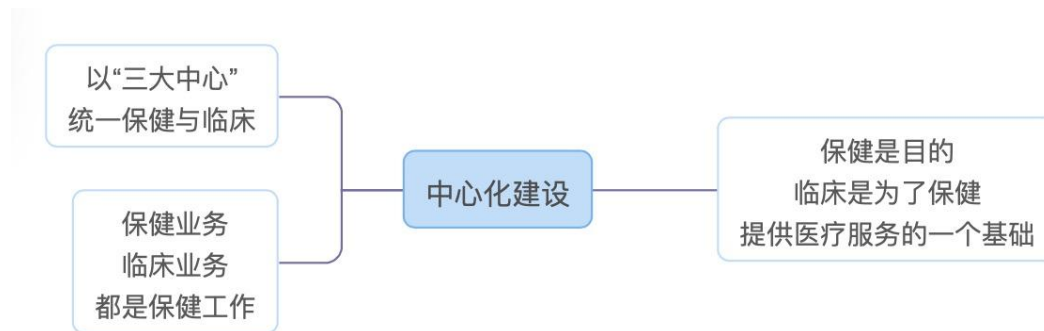 以“三大中心”
统一保健与临床
保健业务
临床业务
都是保健工作
中心化建设
保健是目的
临床是为了保健
提供医疗服务的一个基础